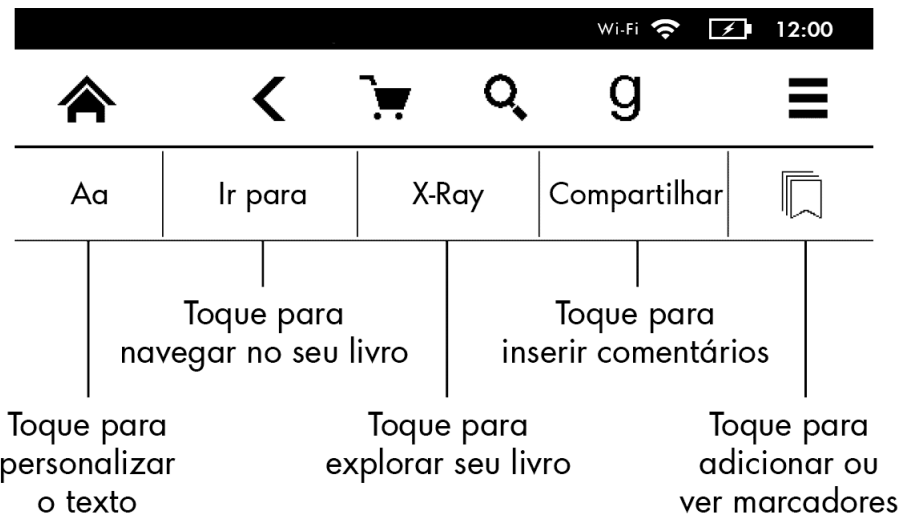 Wi-Fi 12:00
g
Aa Ir para X-Ray Compartilhar
Toque para
navegar no seu livro
Toque para
inserir comentários
Toque para
personalizar
o texto
Toque para
explorar seu livro
Toque para
adicionar ou
ver marcadores